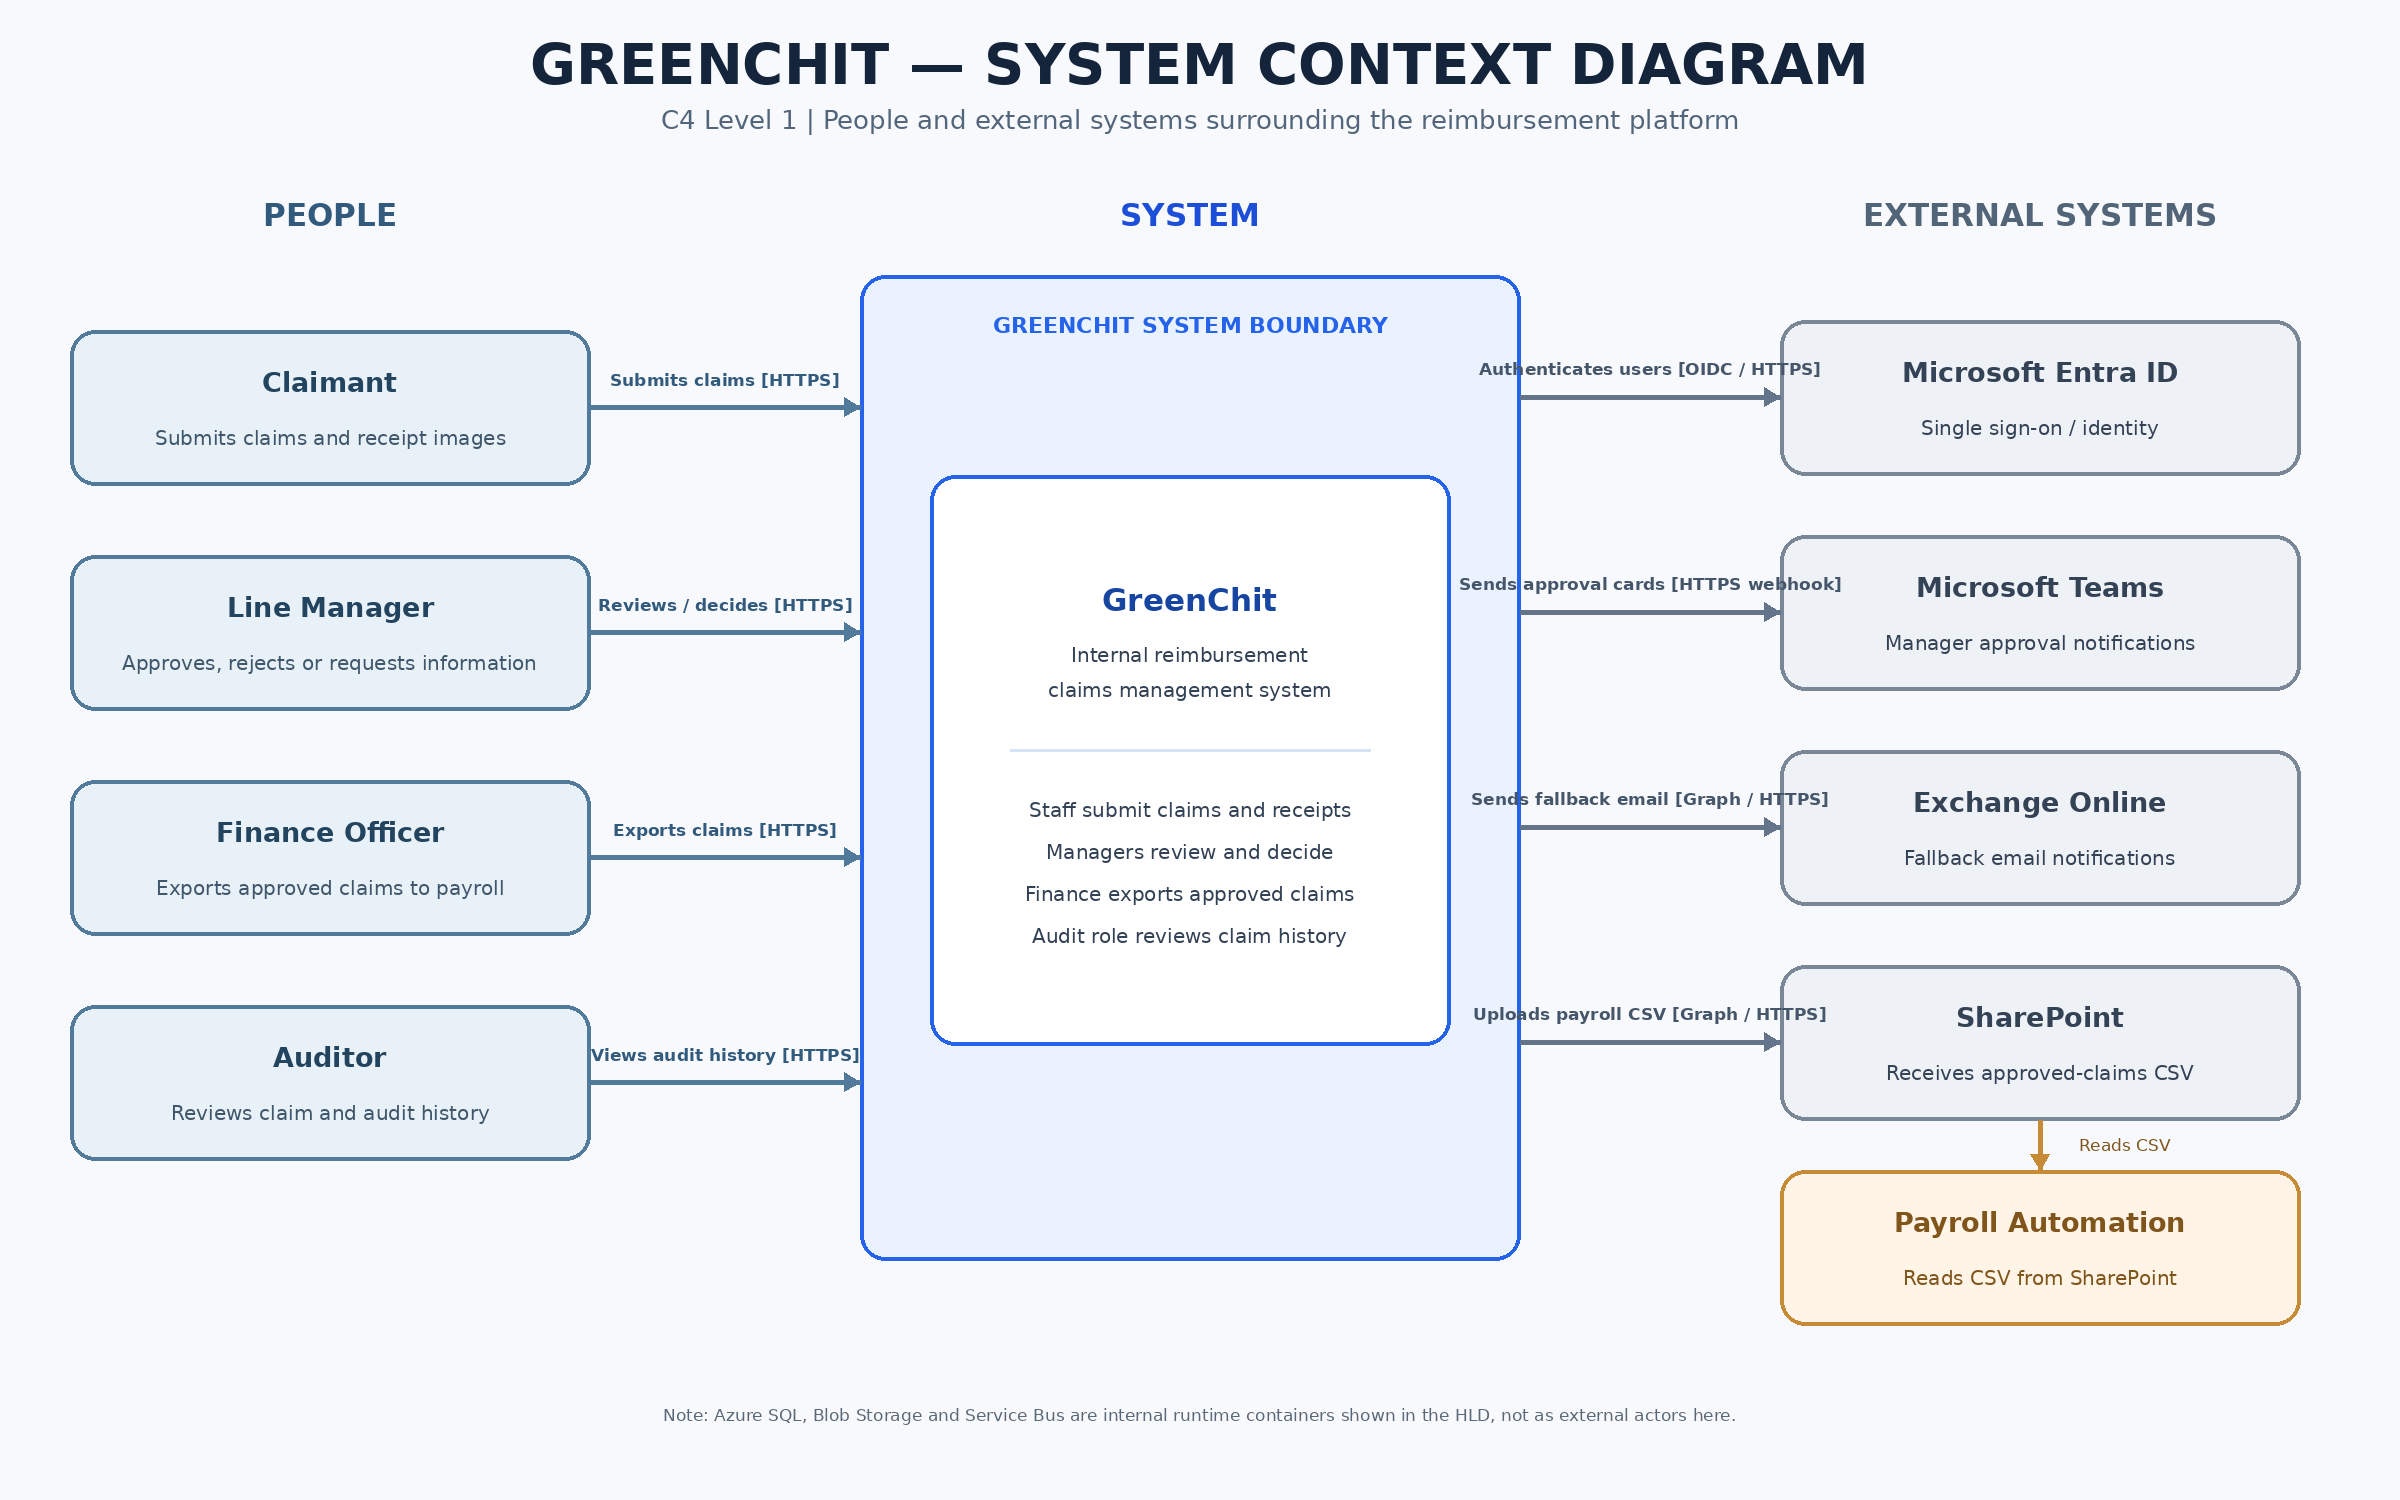 GREENCHIT — SYSTEM CONTEXT DIAGRAM
C4 Level 1 | People and external systems surrounding the reimbursement platform
PEOPLE
SYSTEM
EXTERNAL SYSTEMS
Claimant
Submits claims and receipt images
Line Manager
Approves, rejects or requests information
Finance Officer
Exports approved claims to payroll
Auditor
Reviews claim and audit history
Submits claims [HTTPS]
Reviews / decides [HTTPS]
Exports claims [HTTPS]
Views audit history [HTTPS]
GREENCHIT SYSTEM BOUNDARY
GreenChit
Internal reimbursement
claims management system
Staff submit claims and receipts
Managers review and decide
Finance exports approved claims
Audit role reviews claim history
Authenticates users [OIDC / HTTPS]
Sends approval cards [HTTPS webhook]
Sends fallback email [Graph / HTTPS]
Uploads payroll CSV [Graph / HTTPS]
Microsoft Entra ID
Single sign-on / identity
Microsoft Teams
Manager approval notifications
Exchange Online
Fallback email notifications
SharePoint
Receives approved-claims CSV
Reads CSV
Payroll Automation
Reads CSV from SharePoint
Note: Azure SQL, Blob Storage and Service Bus are internal runtime containers shown in the HLD, not as external actors here.